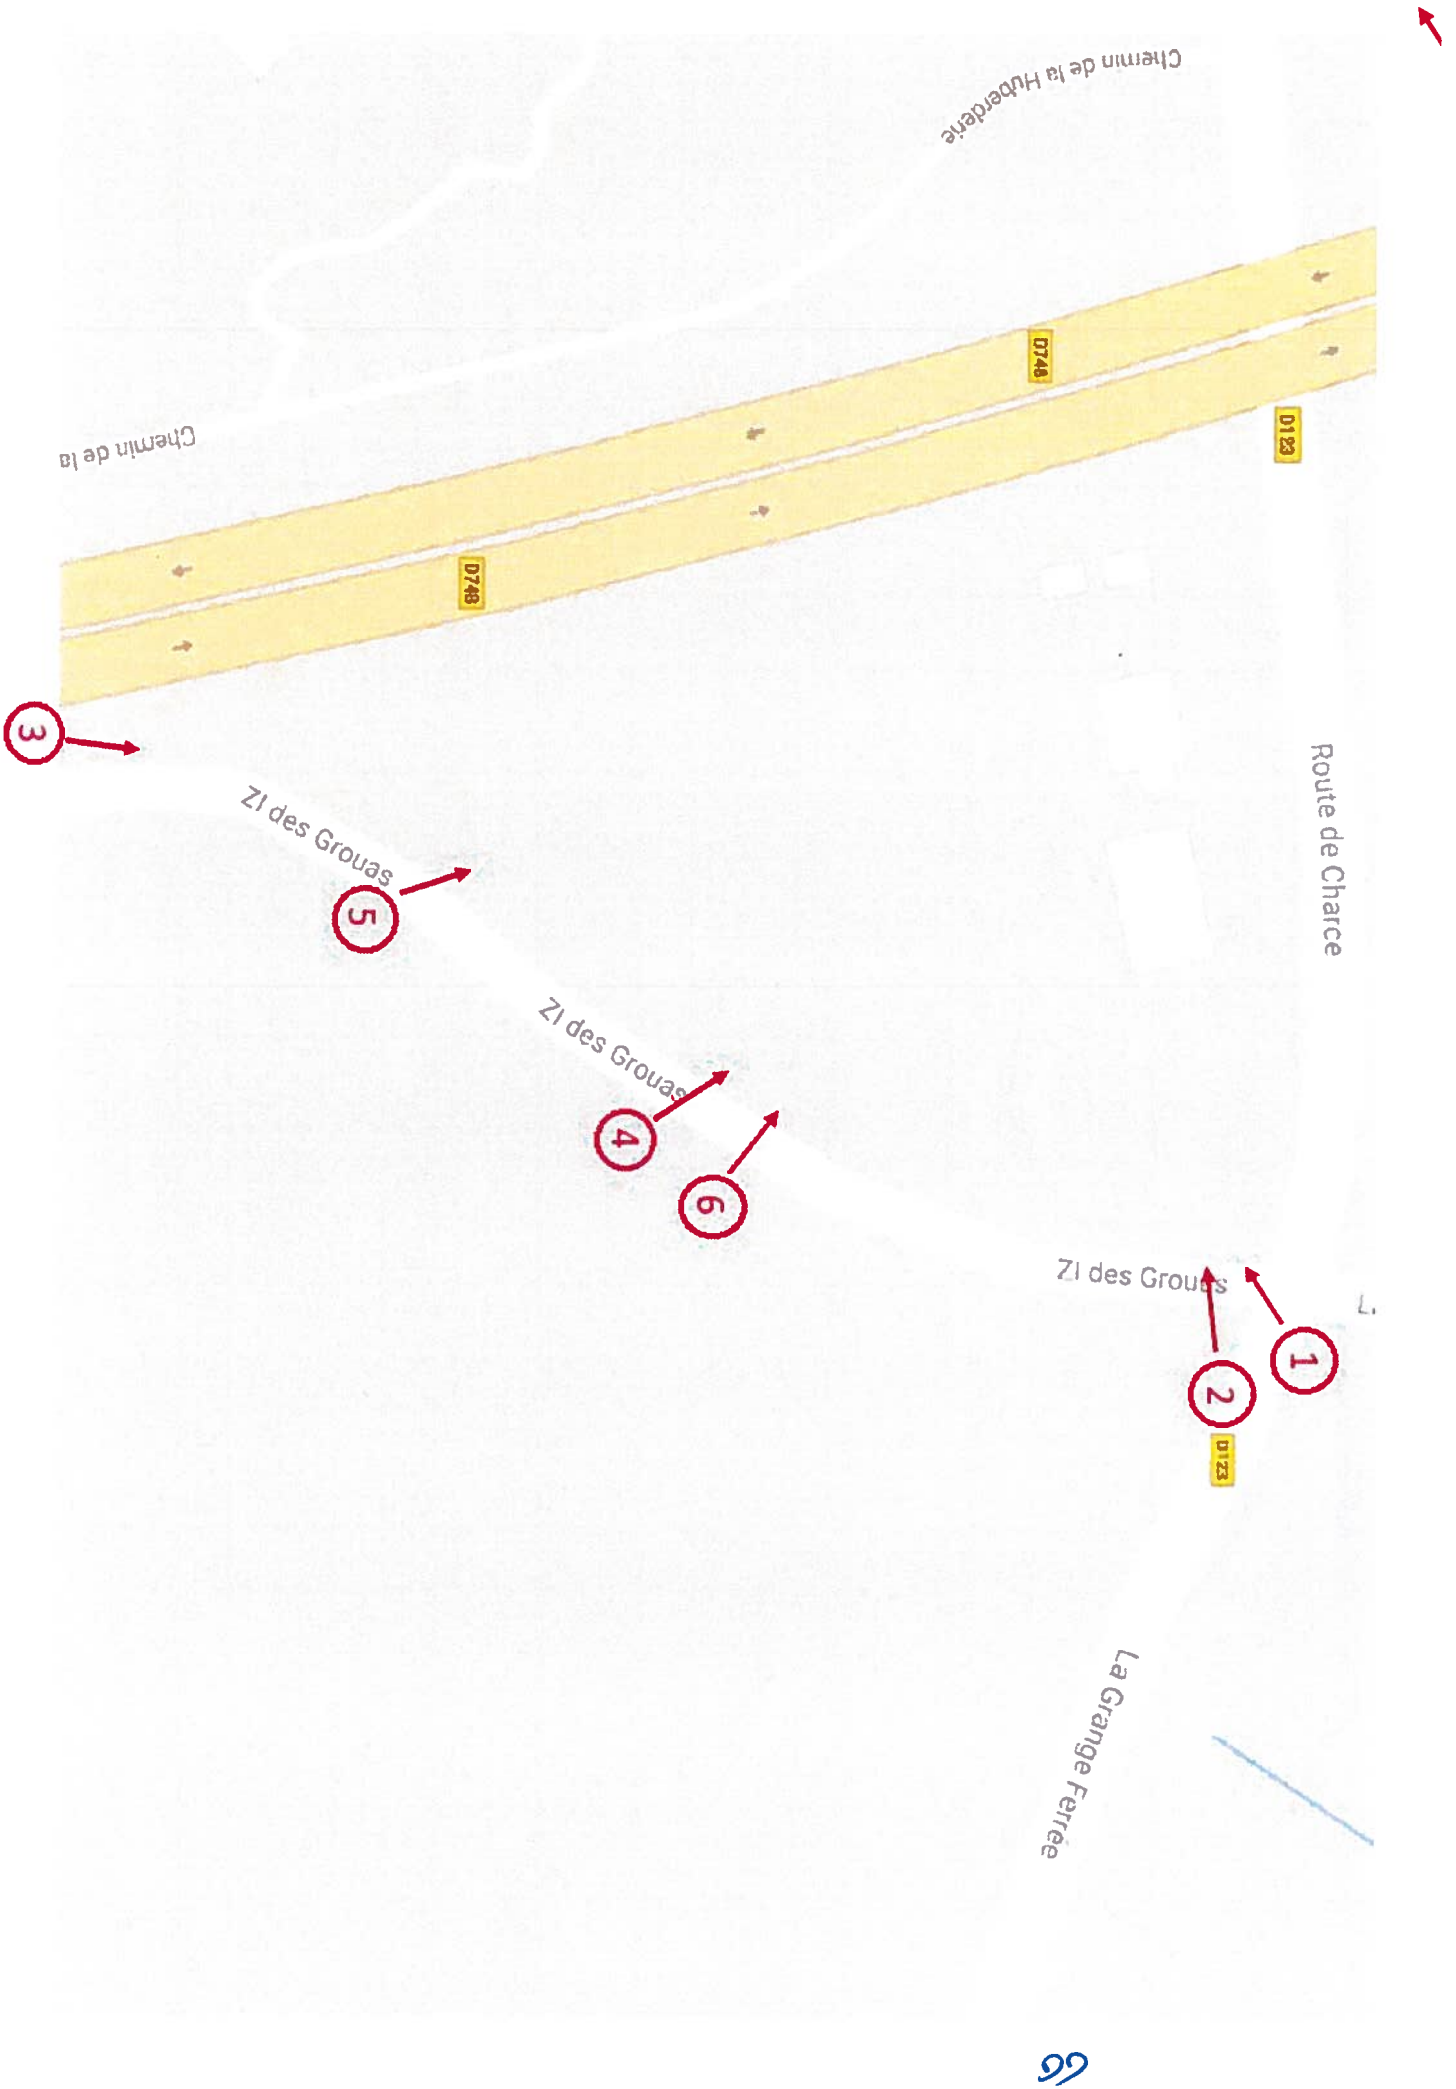 Chemin de la Huberderie
D748
D123
Chemin de la
D748
3
ZI des Grouas
Route de Charce
5
ZI des Grouas
4
6
ZI des Grouas
L.
1
2
D123
La Grange Ferrée